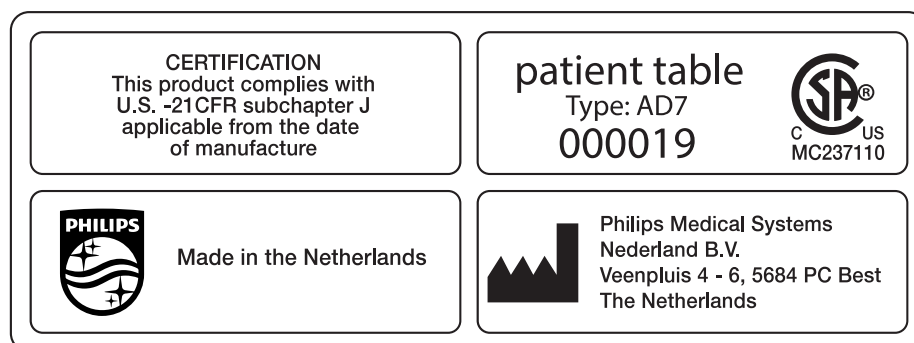 CERTIFICATION
This product complies with
U.S. -21CFR subchapter J
applicable from the date
of manufacture
patient table
Type: AD7
000019
CSA®
C US
MC237110
PHILIPS
Made in the Netherlands
Philips Medical Systems
Nederland B.V.
Veenpluis 4 - 6, 5684 PC Best
The Netherlands